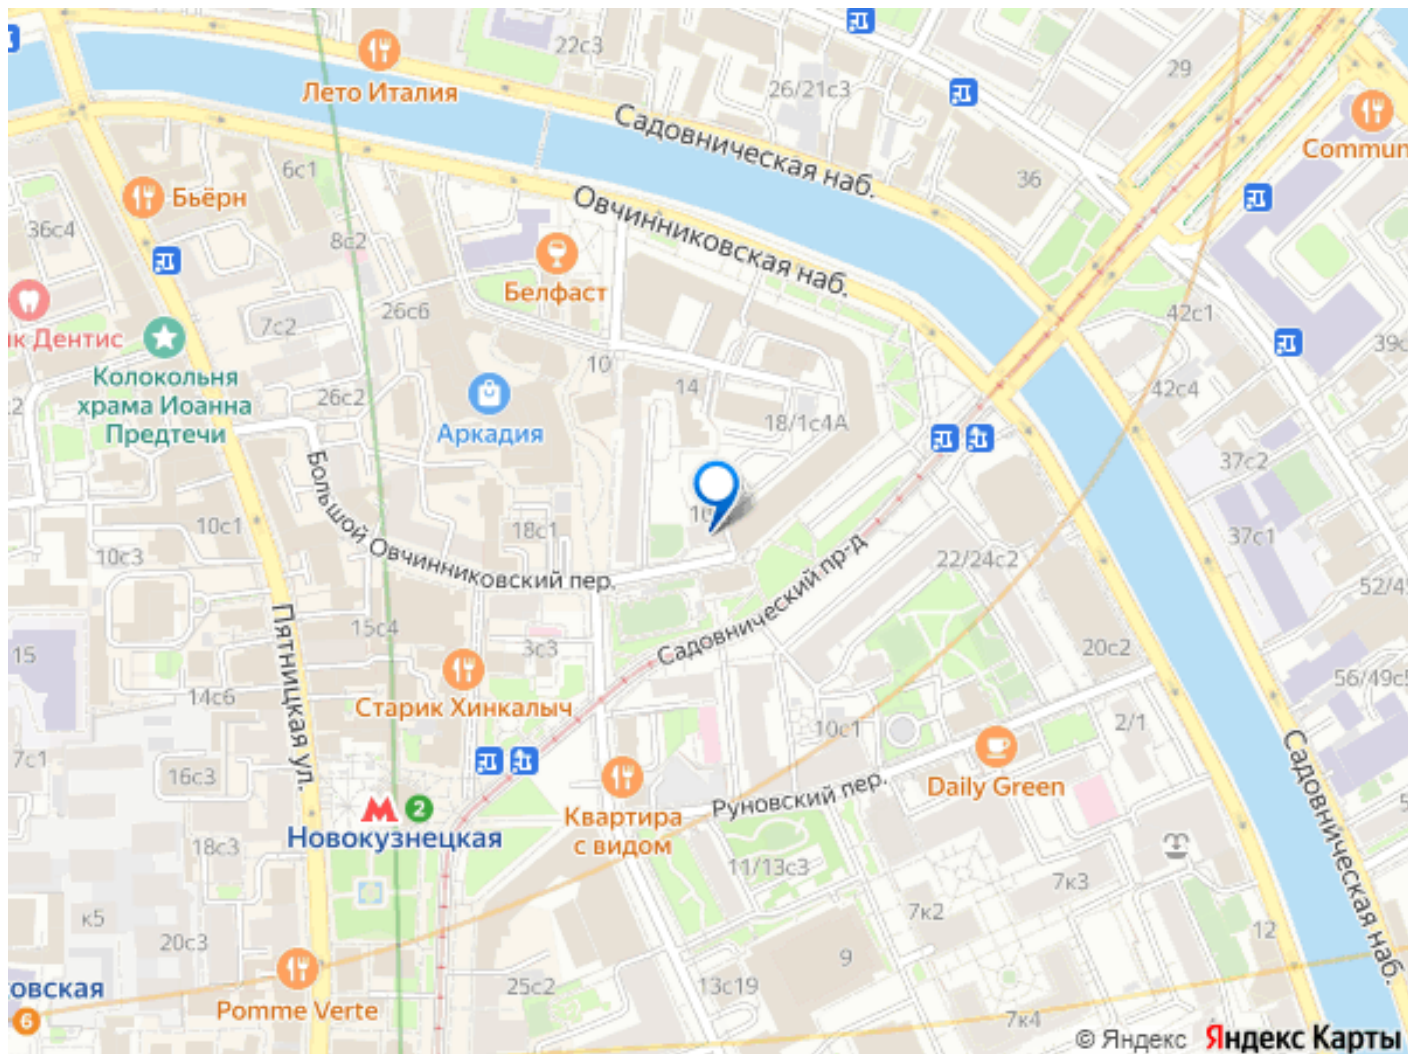 22с3
Лето Италия
26/21с3
29
Садовническая наб.
Commun
36
6с1
Бьёрн
Овчинниковская наб.
36с4
8с2
Белфаст
26с6
7с2
42с1
к Дентис
39с
Колокольня
храма Иоанна
Предтечи
10
14
26с2
42с4
18/1с4А
Аркадия
37с2
Большой Овчинниковский пер.
10с1
18с1
10с3
37с1
22/24с2
Садовнический пр-д
52/45
Пятницкая ул.
15с4
3с3
15
20с2
14с6
56/49с5
Старик Хинкалыч
10с1
2/1
7с1
16с3
Daily Green
Руновский пер.
2
Новокузнецкая
Квартира
с видом
18с3
11/13с3
7к3
Садовническая наб.
к5
7к2
12
20с3
9
овская
25с2
13с19
6
Pomme Verte
7к4
© Яндекс Яндекс Карты